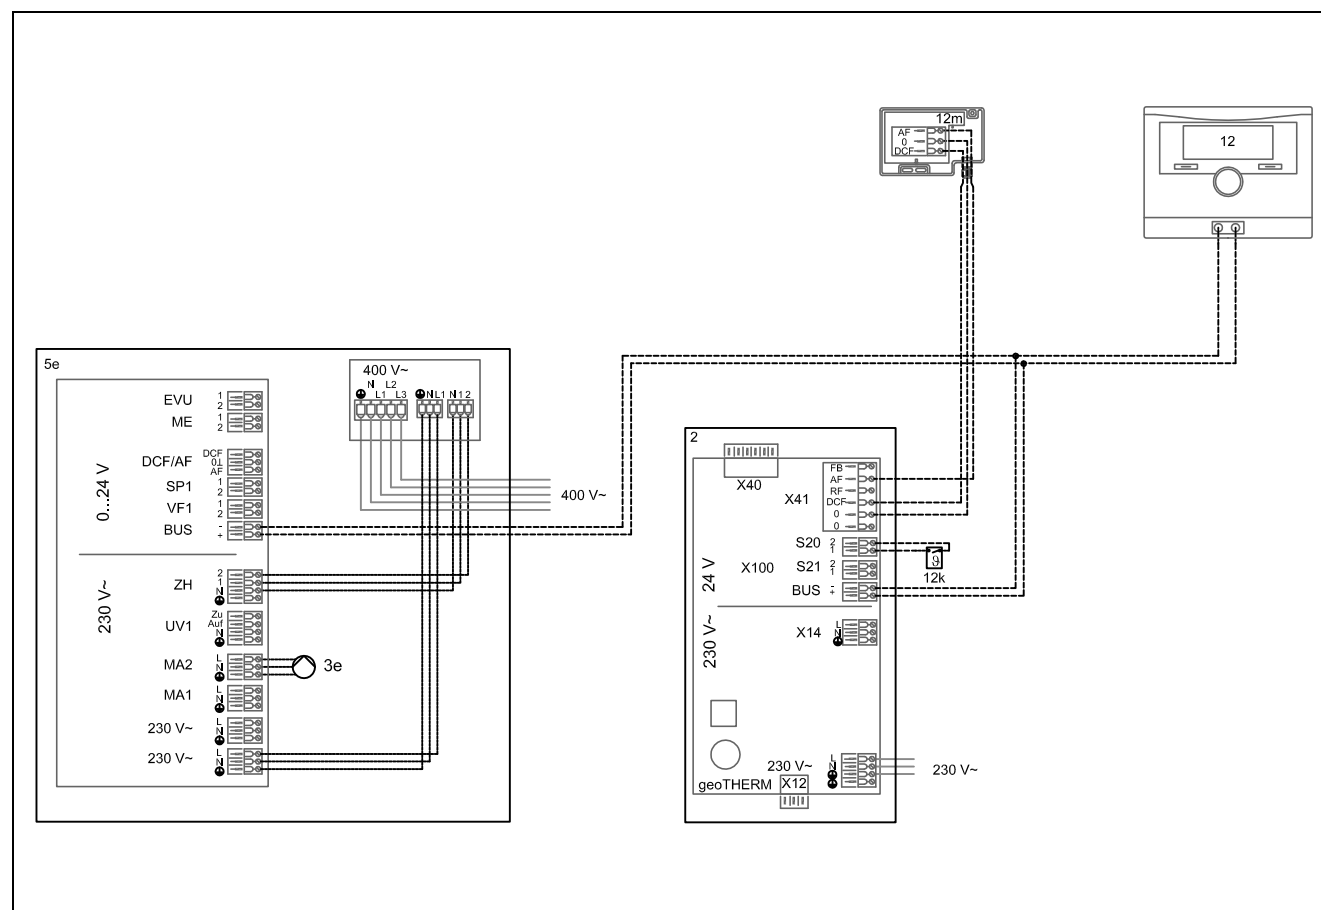 12m
AF
0
DCF
12
5e
400 V~
N L2
L1 L3
N L1
N 1 2
EVU 1
2
ME 1
2
DCF/AF DCF
0⊥
AF
SP1 1
2
VF1 1
2
BUS -
+
0...24 V
400 V~
230 V~
ZH 2
1
N
UV1 Zu
Auf
N
MA2 L
N
3e
MA1 L
N
230 V~ L
N
230 V~ L
N
2
X40
X41
FB
AF
RF
DCF
0
0
S20 2
1
S21 2
1
X100
BUS -
+
12k
24 V
230 V~
X14 L
N
230 V~ L
N
230 V~
geoTHERM X12